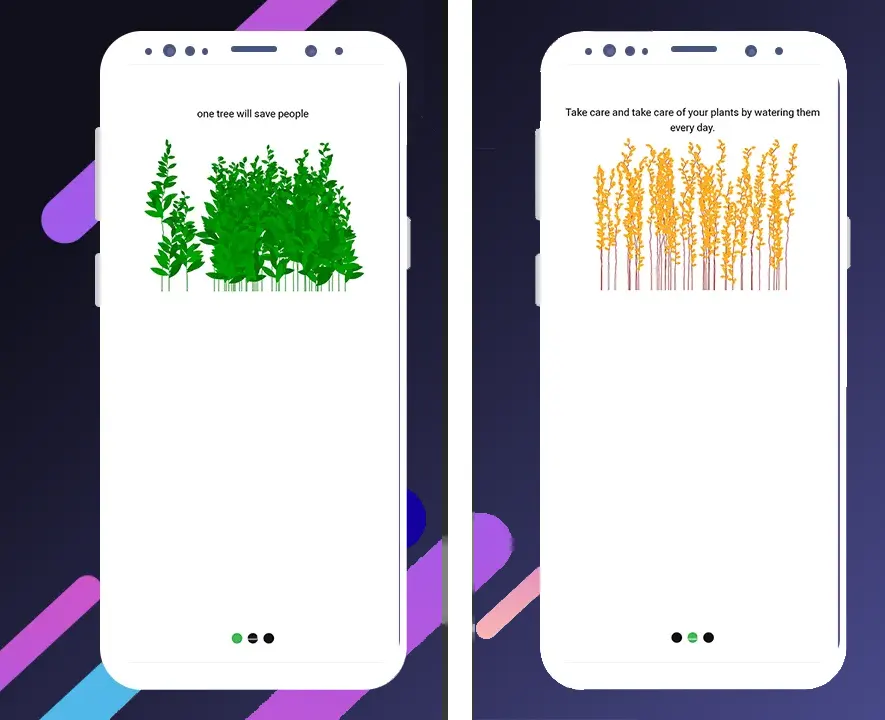 one tree will save people
Take care and take care of your plants by watering them
every day.